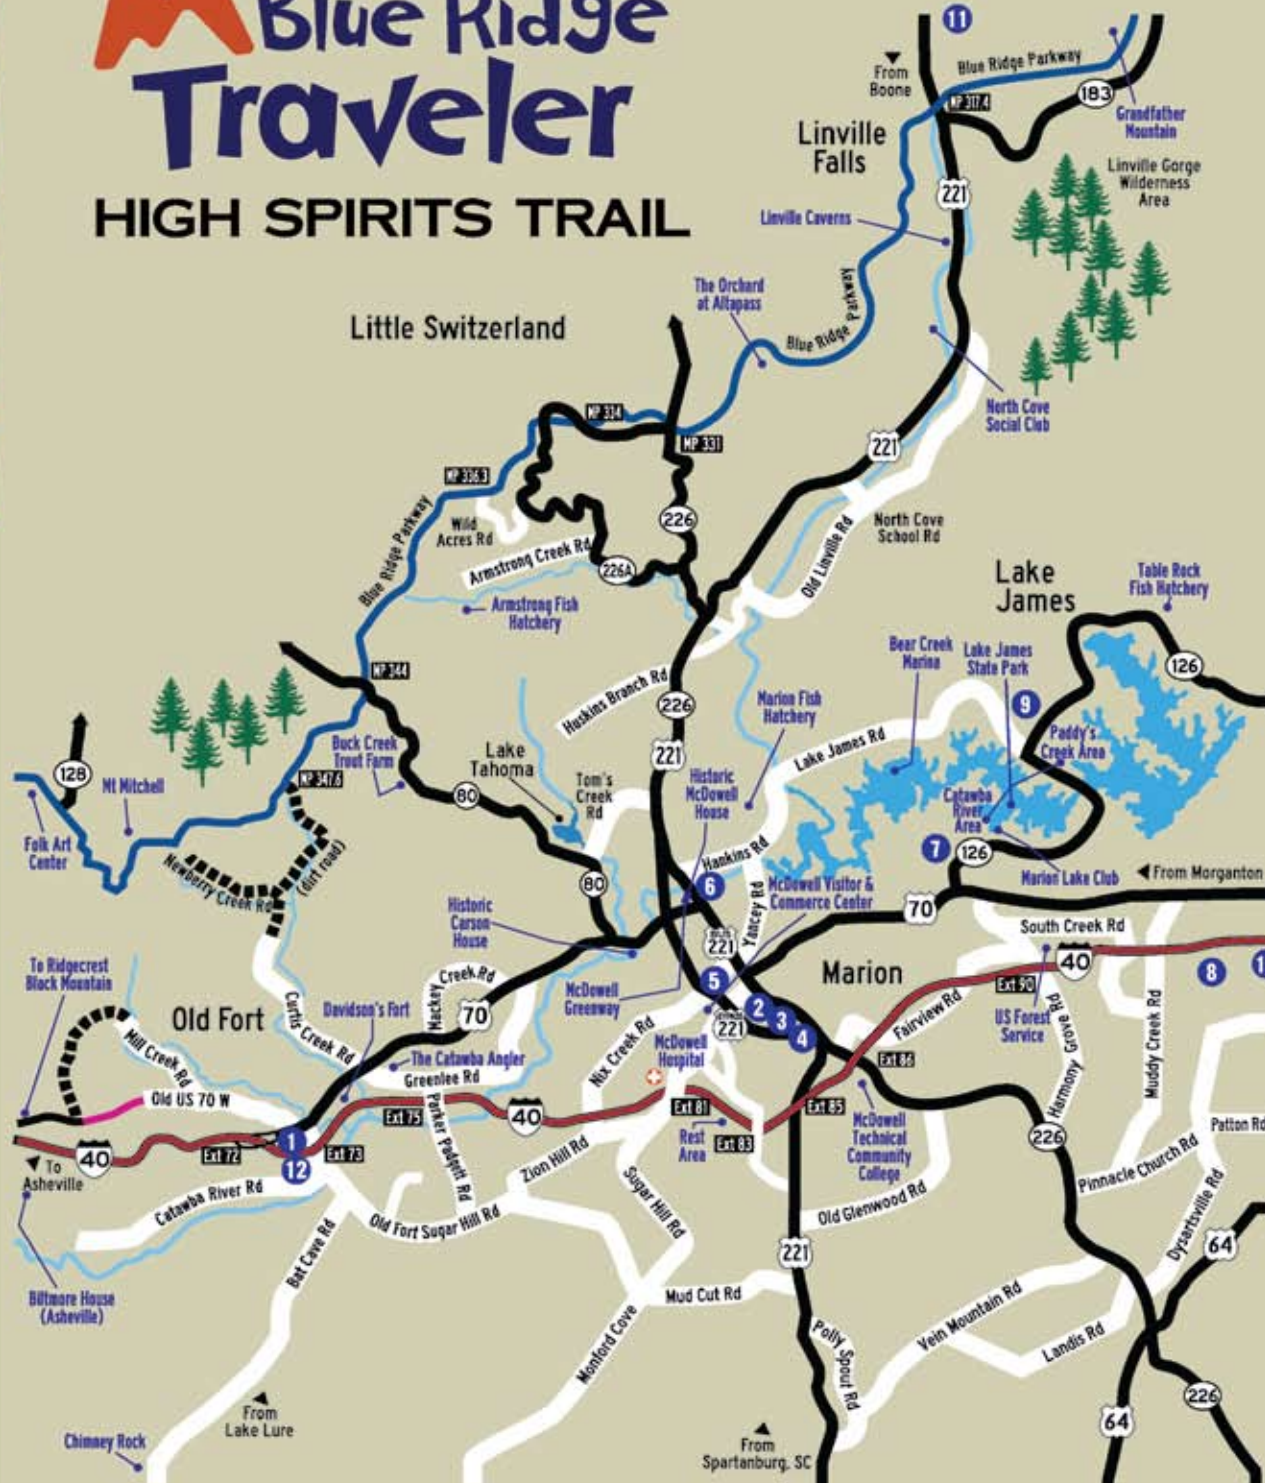 Blue Ridge
Traveler
HIGH SPIRITS TRAIL
11
From
Boone
Blue Ridge Parkway
MP 317.4
183
Grandfather
Mountain
Linville
Falls
Linville Gorge
Wilderness
Area
221
Linville Caverns
The Orchard
at Altapass
Blue Ridge Parkway
Little Switzerland
North Cove
Social Club
MP 334
MP 331
221
MP 336.3
Wild
Acres Rd
226
North Cove
School Rd
Old Linville Rd
Blue Ridge Parkway
Armstrong Creek Rd
226A
Armstrong Fish
Hatchery
Lake
James
Table Rock
Fish Hatchery
Bear Creek
Marina
Lake James
State Park
126
MP 344
Huskins Branch Rd
226
Marion Fish
Hatchery
9
Lake James Rd
Paddy's
Creek Area
Buck Creek
Trout Farm
Lake
Tahoma
221
128
Mt Mitchell
MP 347.6
80
Tom's
Creek
Rd
Historic
McDowell
House
Catawba
River
Area
Folk Art
Center
Newberry Creek Rd
(dirt road)
Hankins Rd
7
126
Marion Lake Club
From Morganton
80
6
Yancey Rd
McDowell Visitor &
Commerce Center
70
Historic
Carson
House
South Creek Rd
BUS
221
40
To Ridgecrest
Black Mountain
Mackey
Creek Rd
5
Marion
8
1
Old Fort
Davidson's Fort
70
McDowell
Greenway
Ext 90
2
3
4
221
Fairview Rd
US Forest
Service
Harmony Grove Rd
Muddy Creek Rd
Curtis Creek Rd
Mill Creek Rd
The Catawba Angler
Nix Creek Rd
McDowell
Hospital
Ext 86
Greenlee Rd
Old US 70 W
Parker Padgett Rd
Ext 75
40
Ext 81
Ext 85
Rest
Area
Ext 83
McDowell
Technical
Community
College
226
Patton Rd
1
40
Ext 72
Ext 73
12
To
Asheville
Zion Hill Rd
Pinnacle Church Rd
Catawba River Rd
Old Fort Sugar Hill Rd
Sugar Hill Rd
Old Glenwood Rd
Dysartsville Rd
Bat Cave Rd
221
64
Biltmore House
(Asheville)
Mud Cut Rd
Vein Mountain Rd
Monford Cove
Polly Spout Rd
Landis Rd
226
From
Lake Lure
64
Chimney Rock
From
Spartanburg, SC